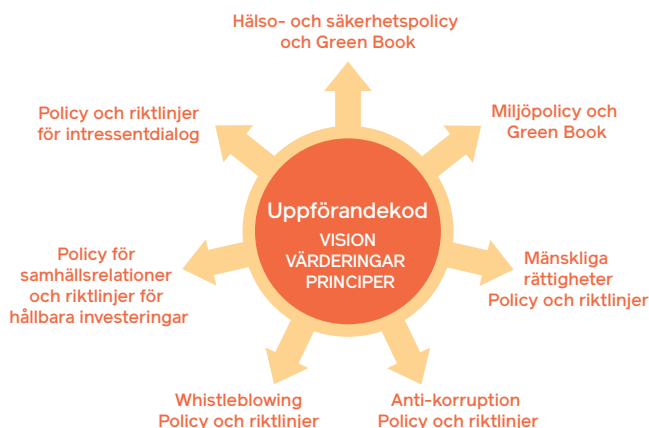 Hälso- och säkerhetspolicy
och Green Book
Policy och riktlinjer
för intressentdialog
Miljöpolicy och
Green Book
Uppförandekod
VISION
VÄRDERINGAR
PRINCIPER
Policy för
samhällsrelationer
och riktlinjer för
hållbara investeringar
Mänskliga
rättigheter
Policy och riktlinjer
Whistleblowing
Policy och riktlinjer
Anti-korruption
Policy och riktlinjer